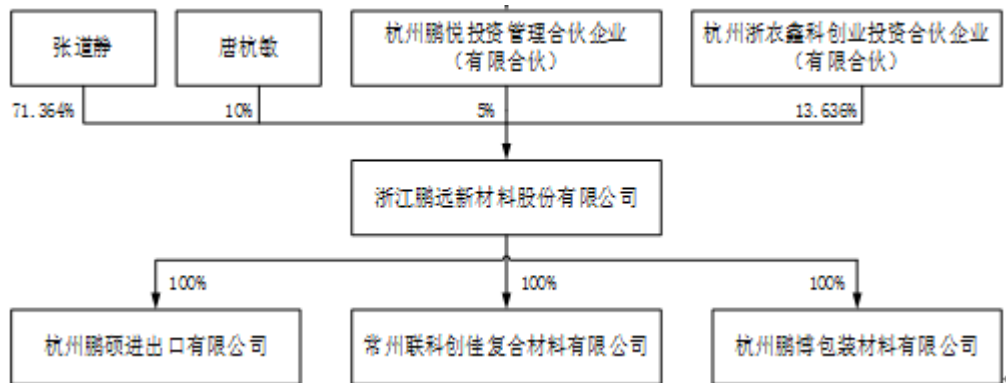 张道静
唐杭敏
杭州鹏悦投资管理合伙企业
（有限合伙）
杭州浙农鑫科创业投资合伙企业
（有限合伙）
71.364%
10%
5%
13.636%
浙江鹏远新材料股份有限公司
100%
100%
100%
杭州鹏硕进出口有限公司
常州联科创佳复合材料有限公司
杭州鹏博包装材料有限公司